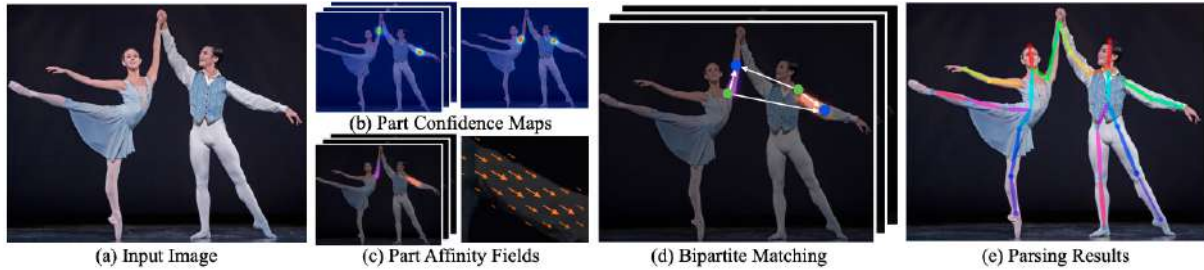 (b) Part Confidence Maps
(a) Input Image
(c) Part Affinity Fields
(d) Bipartite Matching
(e) Parsing Results